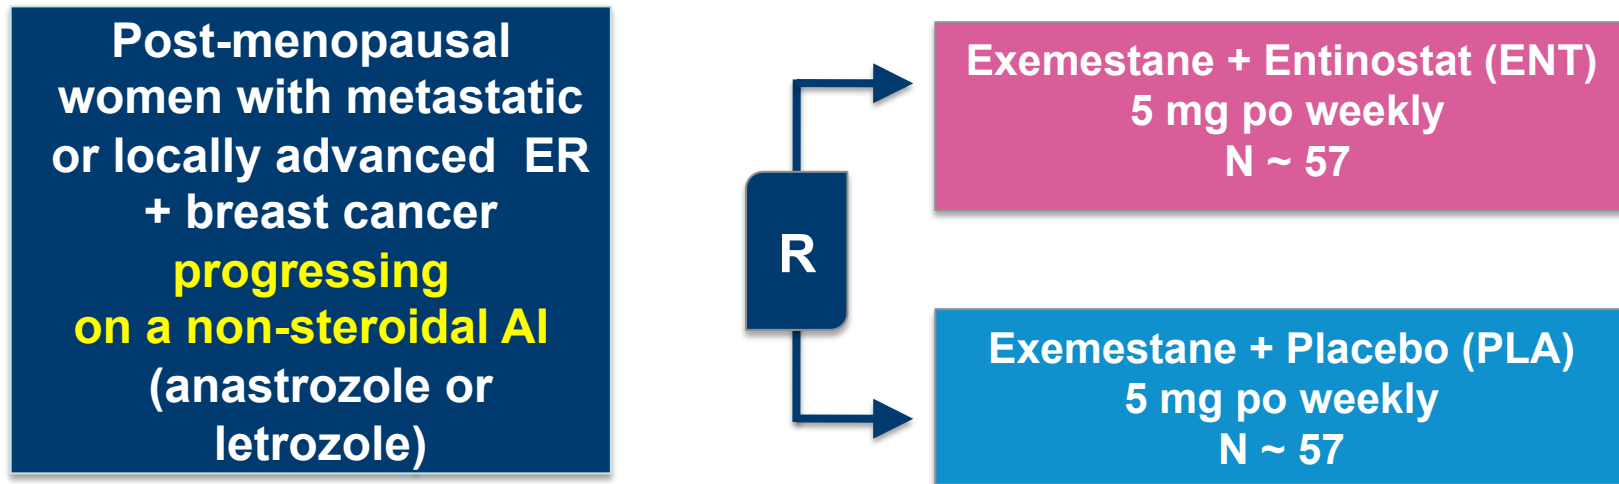 Post-menopausal
women with metastatic
or locally advanced ER
+ breast cancer
progressing
on a non-steroidal AI
(anastrozole or
letrozole)
R
Exemestane + Entinostat (ENT)
5 mg po weekly
N ~ 57
Exemestane + Placebo (PLA)
5 mg po weekly
N ~ 57